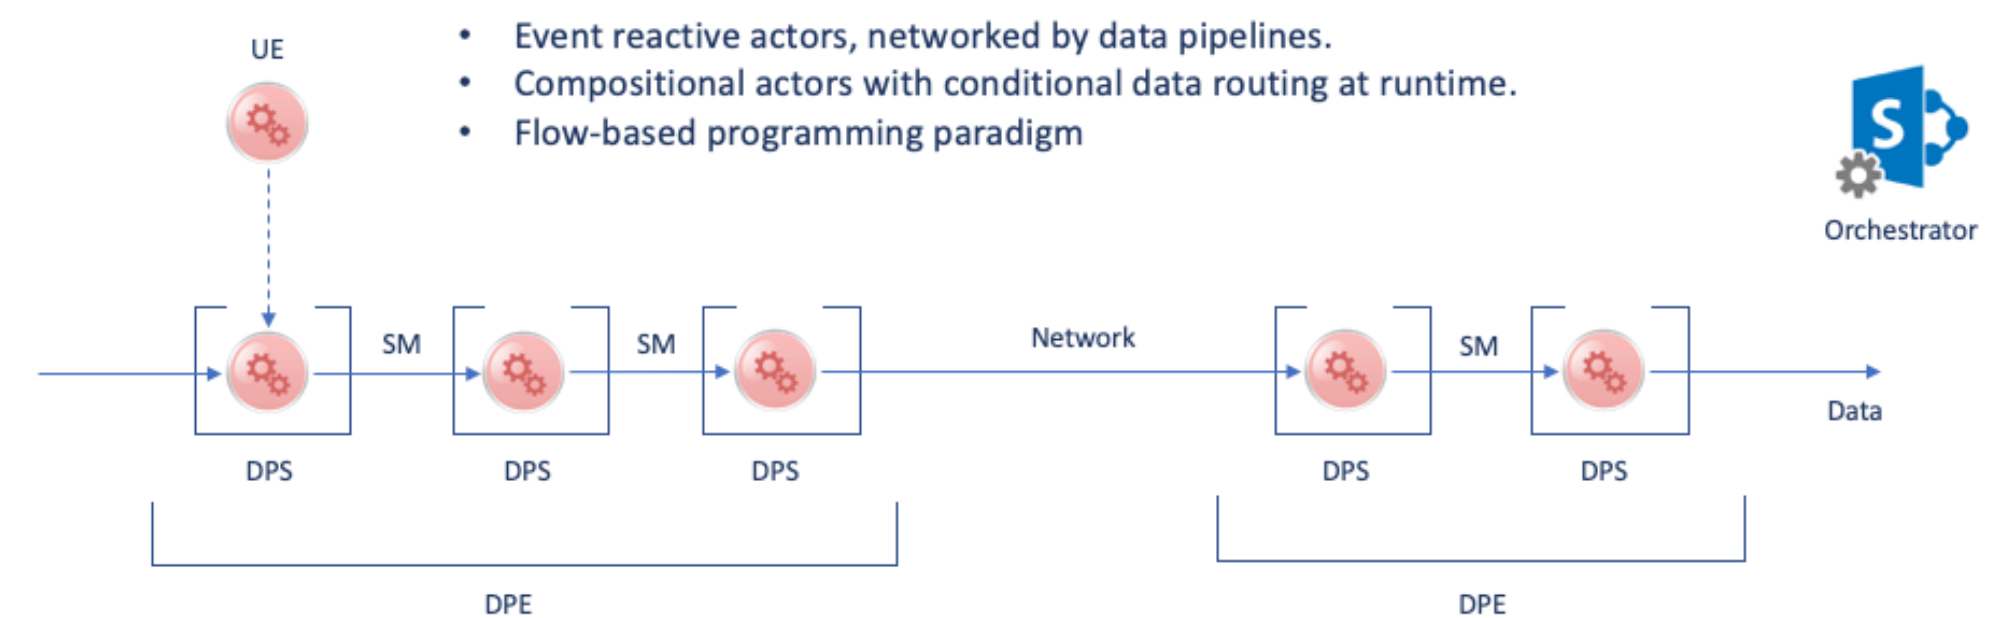 UE
• Event reactive actors, networked by data pipelines.
• Compositional actors with conditional data routing at runtime.
• Flow-based programming paradigm
S
Orchestrator
SM
SM
Network
SM
Data
DPS
DPS
DPS
DPS
DPS
DPE
DPE